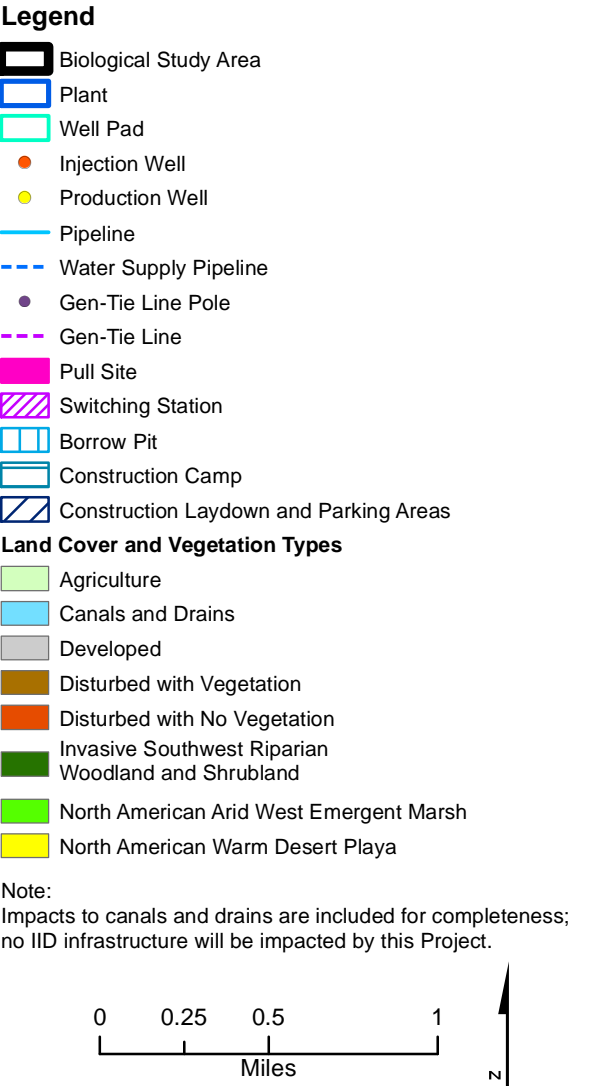 Legend
Biological Study Area
Plant
Well Pad
Injection Well
Production Well
Pipeline
Water Supply Pipeline
Gen-Tie Line Pole
Gen-Tie Line
Pull Site
Switching Station
Borrow Pit
Construction Camp
Construction Laydown and Parking Areas
Land Cover and Vegetation Types
Agriculture
Canals and Drains
Developed
Disturbed with Vegetation
Disturbed with No Vegetation
Invasive Southwest Riparian
Woodland and Shrubland
North American Arid West Emergent Marsh
North American Warm Desert Playa
Note:
Impacts to canals and drains are included for completeness;
no IID infrastructure will be impacted by this Project.
0 0.25 0.5 1
Miles
N